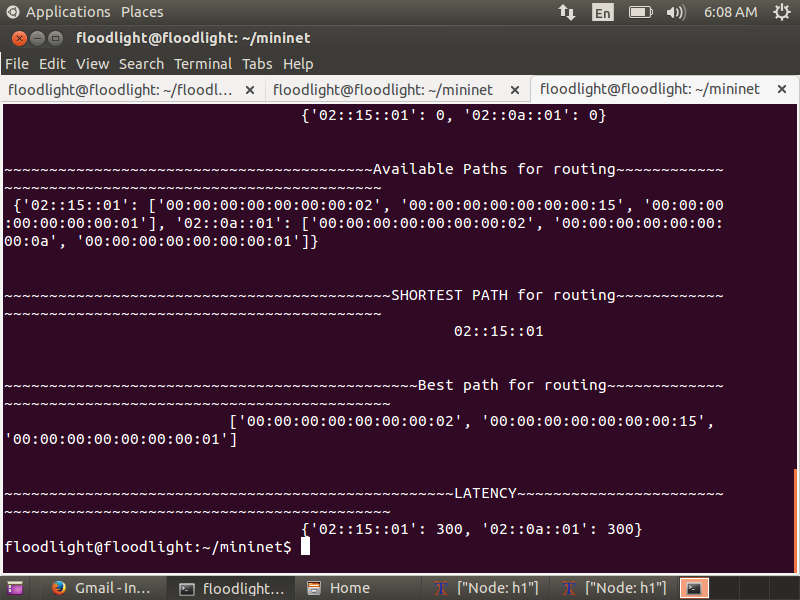 Applications Places En 6:08 AM
floodlight@floodlight: ~/mininet
File Edit View Search Terminal Tabs Help
floodlight@floodlight: ~/floodl... × floodlight@floodlight: ~/mininet × floodlight@floodlight: ~/mininet ×
{'02::15::01': 0, '02::0a::01': 0}
~~~~~~~~~~~~~~~~~~~~~~~~~~~~~~~~~~~~~~~~~Available Paths for routing~~~~~~~~~~~~
~~~~~~~~~~~~~~~~~~~~~~~~~~~~~~~~~~~~~~~~~~
{'02::15::01': ['00:00:00:00:00:00:00:02', '00:00:00:00:00:00:00:15', '00:00:00
:00:00:00:00:01'], '02::0a::01': ['00:00:00:00:00:00:00:02', '00:00:00:00:00:00:
00:0a', '00:00:00:00:00:00:00:01']}
~~~~~~~~~~~~~~~~~~~~~~~~~~~~~~~~~~~~~~~~~~~SHORTEST PATH for routing~~~~~~~~~~~~
~~~~~~~~~~~~~~~~~~~~~~~~~~~~~~~~~~~~~~~~~~
02::15::01
~~~~~~~~~~~~~~~~~~~~~~~~~~~~~~~~~~~~~~~~~~~~~~Best path for routing~~~~~~~~~~~~~
~~~~~~~~~~~~~~~~~~~~~~~~~~~~~~~~~~~~~~~~~~~
['00:00:00:00:00:00:00:02', '00:00:00:00:00:00:00:15',
'00:00:00:00:00:00:00:01']
~~~~~~~~~~~~~~~~~~~~~~~~~~~~~~~~~~~~~~~~~~~~~~~~~~LATENCY~~~~~~~~~~~~~~~~~~~~~~~
~~~~~~~~~~~~~~~~~~~~~~~~~~~~~~~~~~~~~~~~~~~
{'02::15::01': 300, '02::0a::01': 300}
floodlight@floodlight:~/mininet$
Gmail - In... floodlight... Home ["Node: h1"] ["Node: h1"]